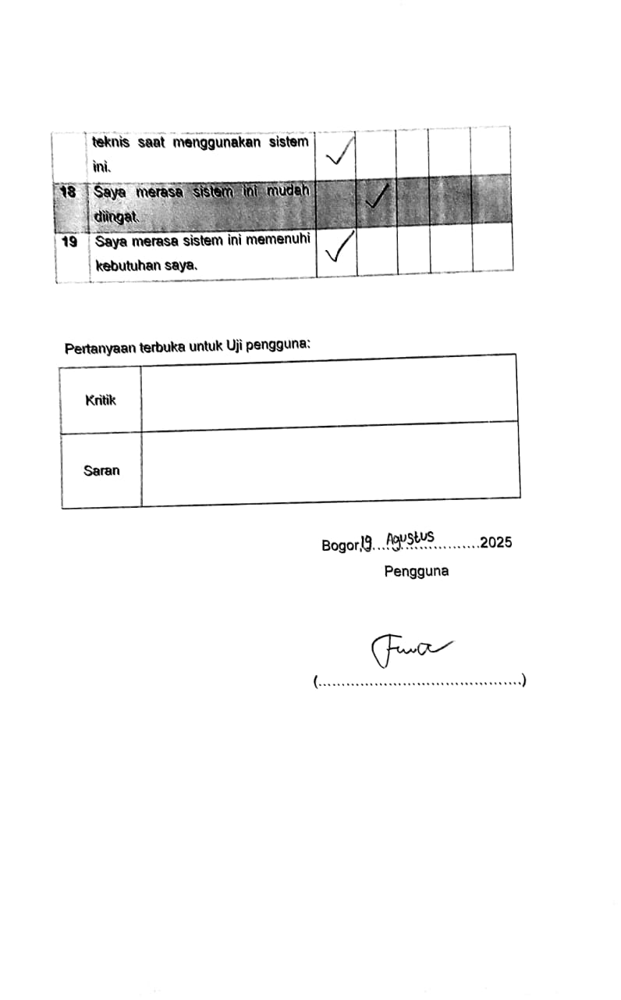 teknis saat menggunakan sistem
ini.
✓
18 Saya merasa sistem ini mudah
diingat.
✓
19 Saya merasa sistem ini memenuhi
kebutuhan saya.
✓
Pertanyaan terbuka untuk Uji pengguna:
Kritik
Saran
Bogor,19....Agustus..................2025
Pengguna
(............................................)